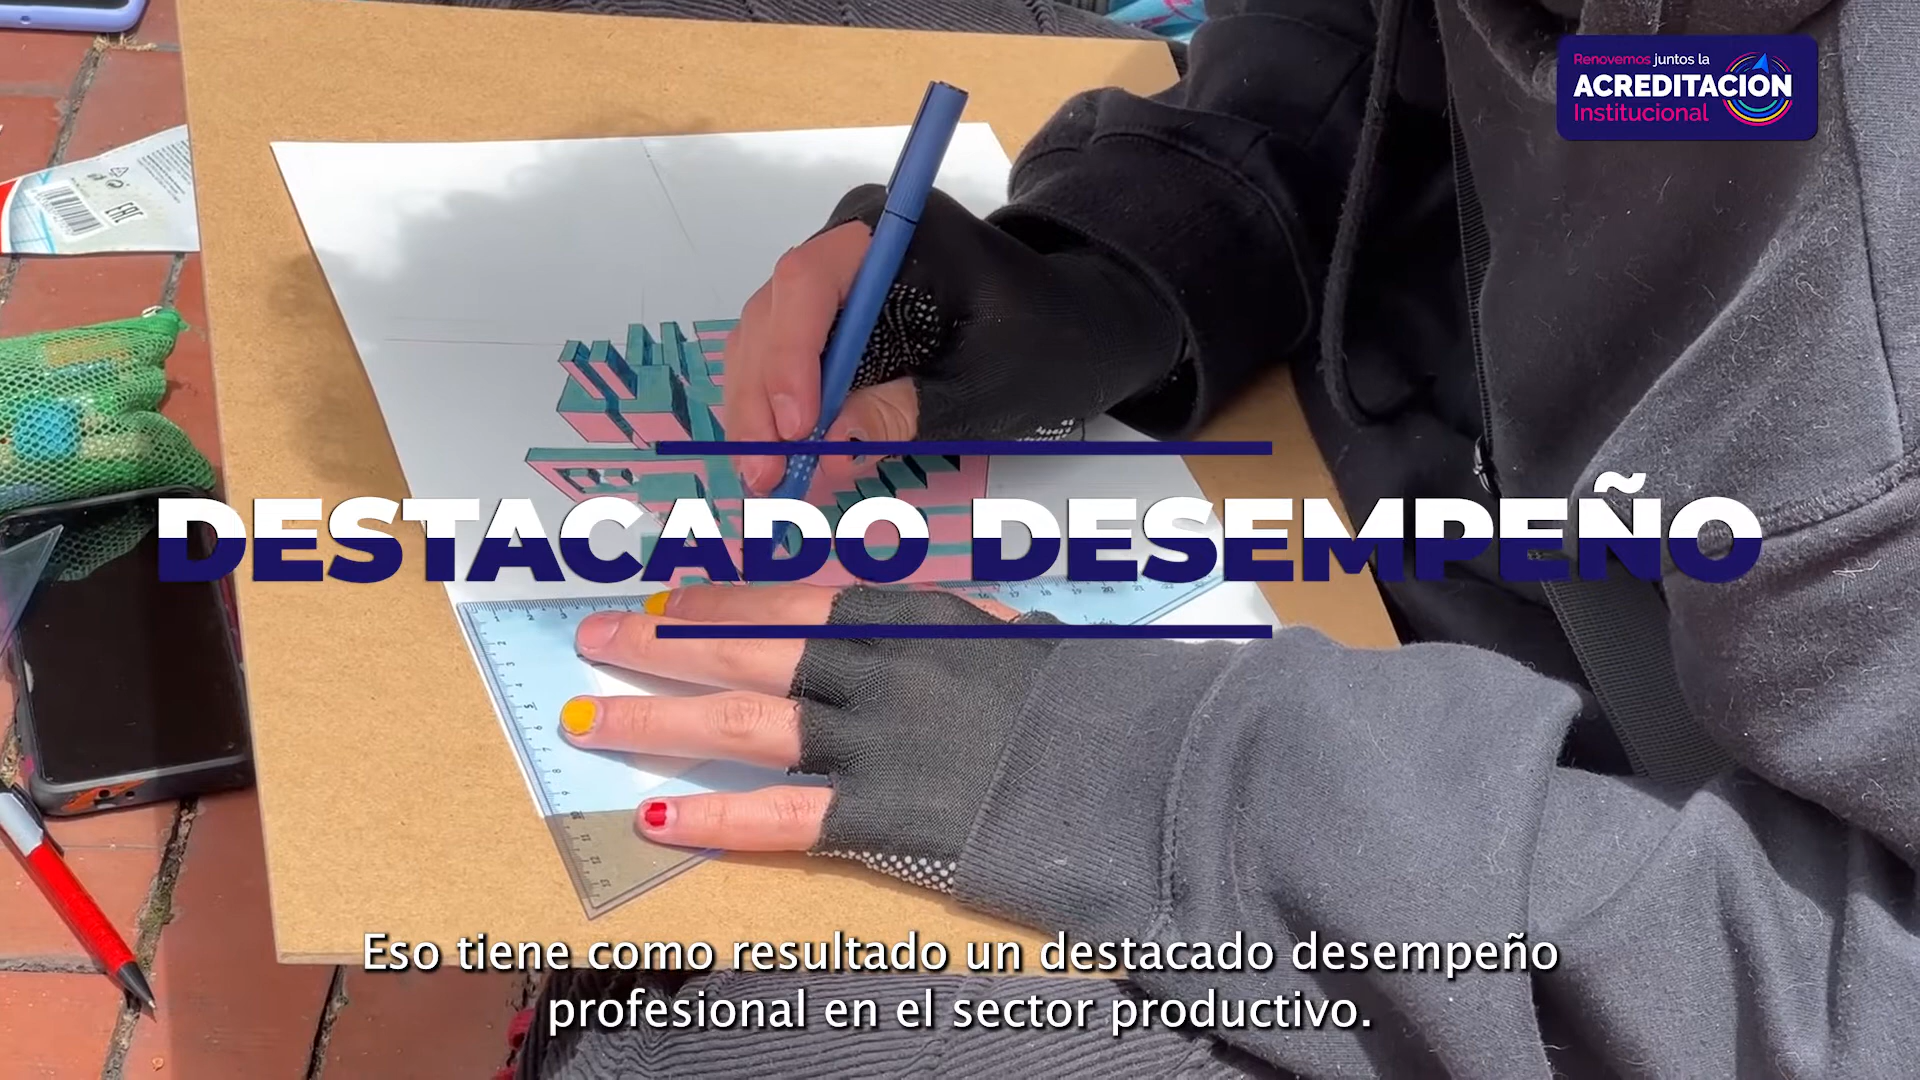 Renovemos juntos la
ACREDITACION
Institucional
EAC
DESTACADO DESEMPEÑO
Eso tiene como resultado un destacado desempeño
profesional en el sector productivo.